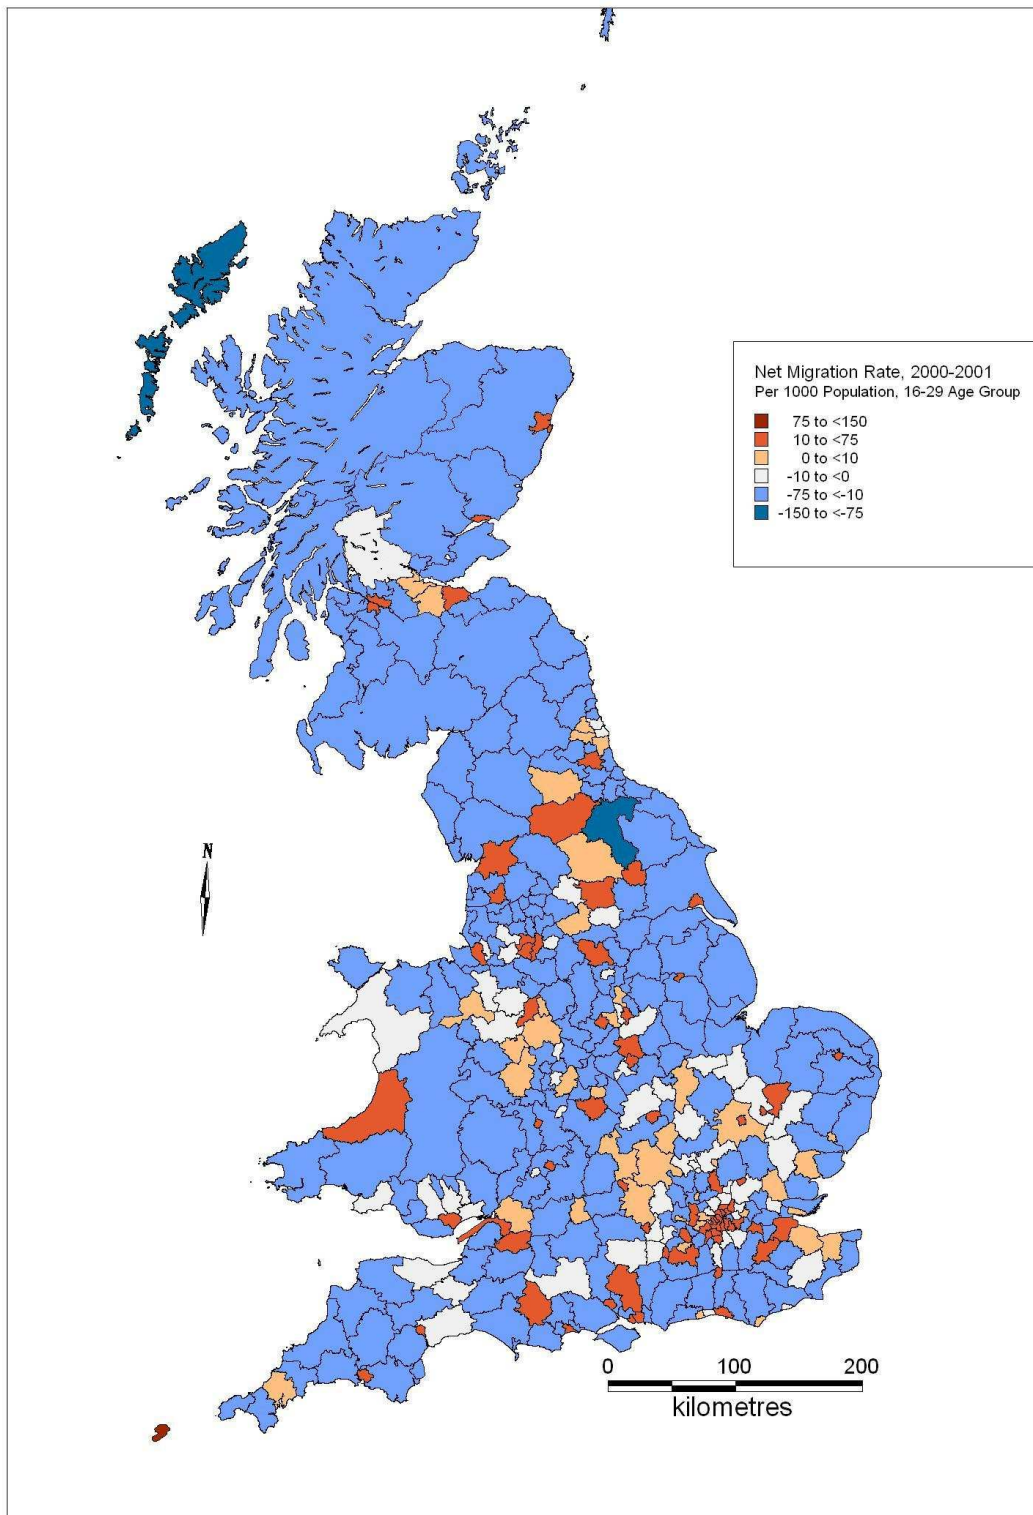 Net Migration Rate, 2000-2001
Per 1000 Population, 16-29 Age Group
75 to <150
10 to <75
0 to <10
-10 to <0
-75 to <-10
-150 to <-75
N
0 100 200
kilometres